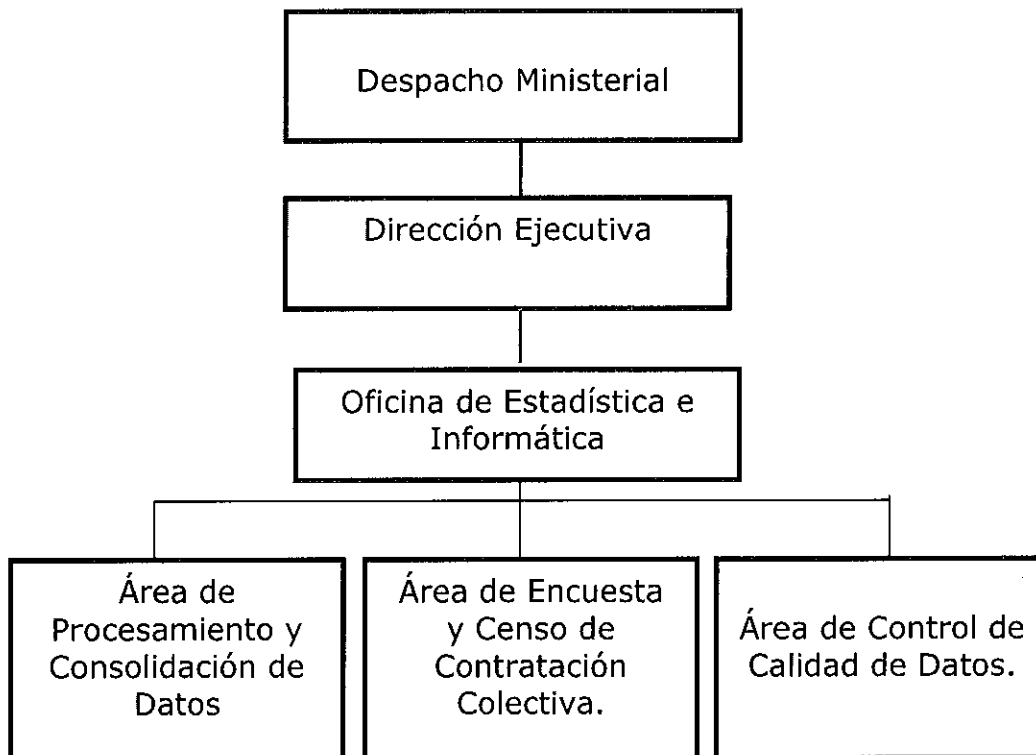 Despacho Ministerial
Dirección Ejecutiva
Oficina de Estadística e
Informática
Área de
Procesamiento y
Consolidación de
Datos
Área de Encuesta
y Censo de
Contratación
Colectiva.
Área de Control de
Calidad de Datos.